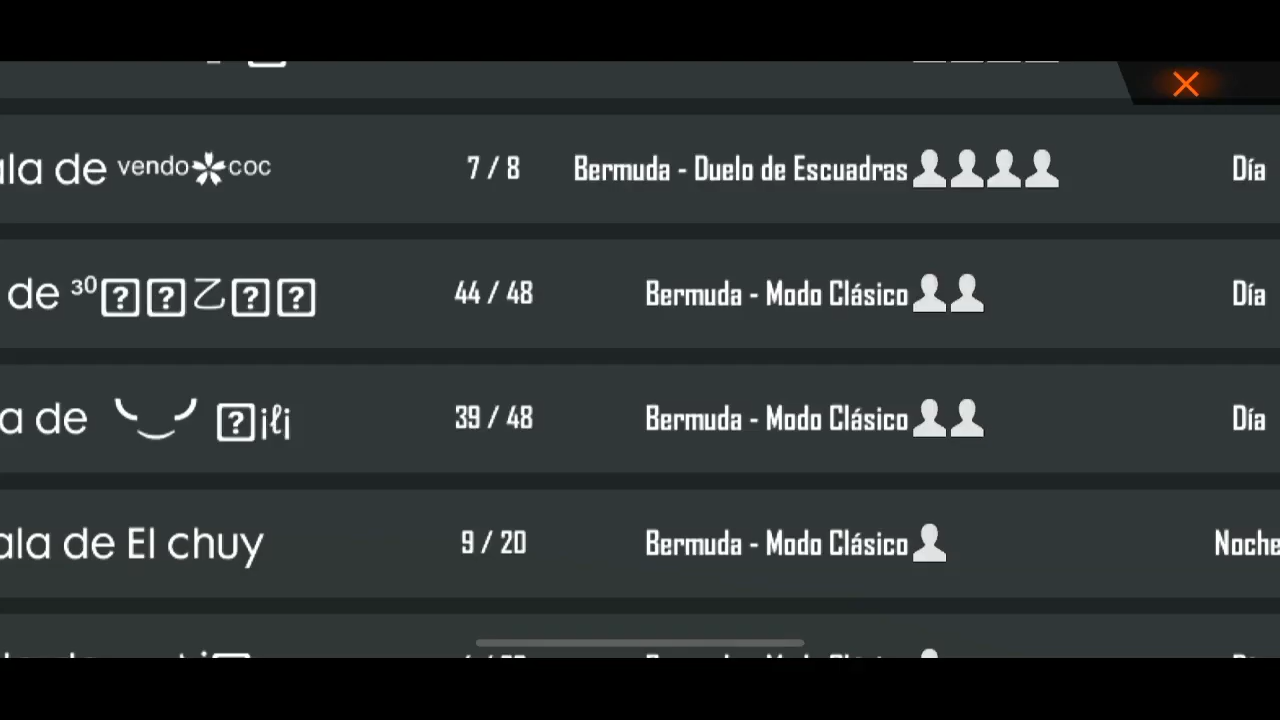 ala de ᵛᵉⁿᵈᵒ✲ᶜᵒᶜ 7 / 8 Bermuda - Duelo de Escuadras Día
de ³⁰⍰⍰乙⍰⍰ 44 / 48 Bermuda - Modo Clásico Día
a de ╰‿╯ ⍰¡ℓ¡ 39 / 48 Bermuda - Modo Clásico Día
ala de El chuy 9 / 20 Bermuda - Modo Clásico Noche